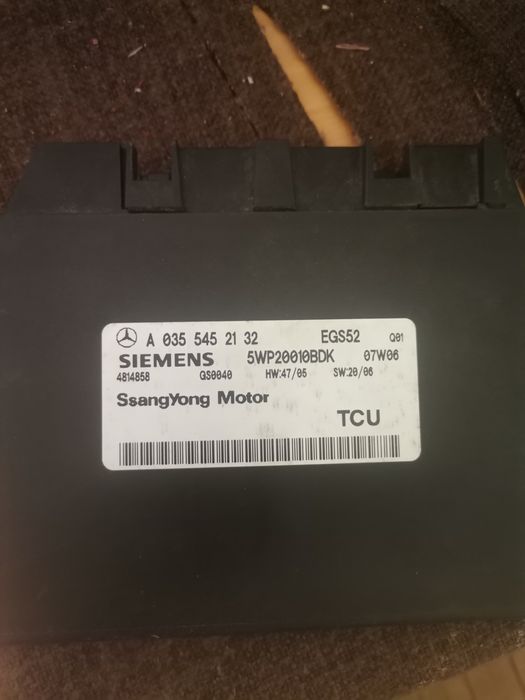 A 035 545 21 32 EGS52 Q01
SIEMENS 5WP20010BDK 07W06
4814858 GS0040 HW:47/05 SW:20/06
SsangYong Motor
TCU